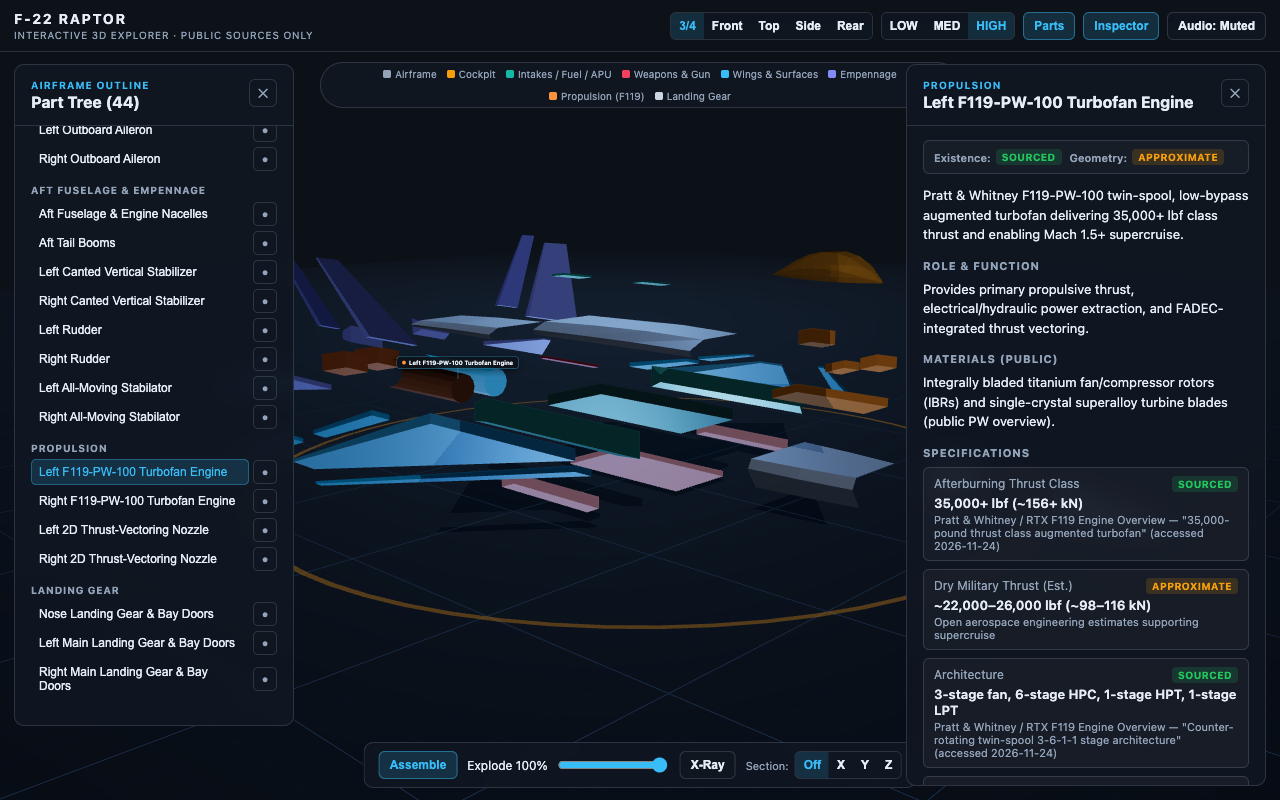 F-22 RAPTOR
INTERACTIVE 3D EXPLORER · PUBLIC SOURCES ONLY
3/4 Front Top Side Rear
LOW MED HIGH
Parts
Inspector
Audio: Muted
AIRFRAME OUTLINE
Part Tree (44)
Left Outboard Aileron
Right Outboard Aileron
AFT FUSELAGE & EMPENNAGE
Aft Fuselage & Engine Nacelles
Aft Tail Booms
Left Canted Vertical Stabilizer
Right Canted Vertical Stabilizer
Left Rudder
Right Rudder
Left All-Moving Stabilator
Right All-Moving Stabilator
PROPULSION
Left F119-PW-100 Turbofan Engine
Right F119-PW-100 Turbofan Engine
Left 2D Thrust-Vectoring Nozzle
Right 2D Thrust-Vectoring Nozzle
LANDING GEAR
Nose Landing Gear & Bay Doors
Left Main Landing Gear & Bay Doors
Right Main Landing Gear & Bay
Doors
Airframe Cockpit Intakes / Fuel / APU Weapons & Gun Wings & Surfaces Empennage
Propulsion (F119) Landing Gear
Left F119-PW-100 Turbofan Engine
Assemble
Explode 100%
X-Ray
Section: Off X Y Z
PROPULSION
Left F119-PW-100 Turbofan Engine
Existence: SOURCED Geometry: APPROXIMATE
Pratt & Whitney F119-PW-100 twin-spool, low-bypass
augmented turbofan delivering 35,000+ lbf class
thrust and enabling Mach 1.5+ supercruise.
ROLE & FUNCTION
Provides primary propulsive thrust,
electrical/hydraulic power extraction, and FADEC-
integrated thrust vectoring.
MATERIALS (PUBLIC)
Integrally bladed titanium fan/compressor rotors
(IBRs) and single-crystal superalloy turbine blades
(public PW overview).
SPECIFICATIONS
Afterburning Thrust Class SOURCED
35,000+ lbf (~156+ kN)
Pratt & Whitney / RTX F119 Engine Overview — "35,000-
pound thrust class augmented turbofan" (accessed
2026-11-24)
Dry Military Thrust (Est.) APPROXIMATE
~22,000–26,000 lbf (~98–116 kN)
Open aerospace engineering estimates supporting
supercruise
Architecture SOURCED
3-stage fan, 6-stage HPC, 1-stage HPT, 1-stage
LPT
Pratt & Whitney / RTX F119 Engine Overview — "Counter-
rotating twin-spool 3-6-1-1 stage architecture"
(accessed 2026-11-24)